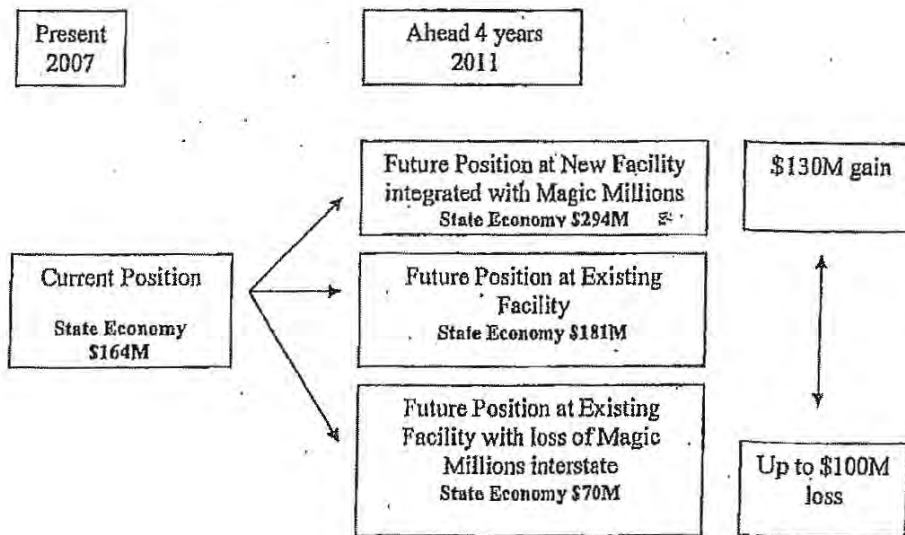 Present
2007
Ahead 4 years
2011
Future Position at New Facility
integrated with Magic Millions
State Economy $294M
$130M gain
Current Position
State Economy
$164M
Future Position at Existing
Facility
State Economy $181M
Future Position at Existing
Facility with loss of Magic
Millions interstate
State Economy $70M
Up to $100M
loss